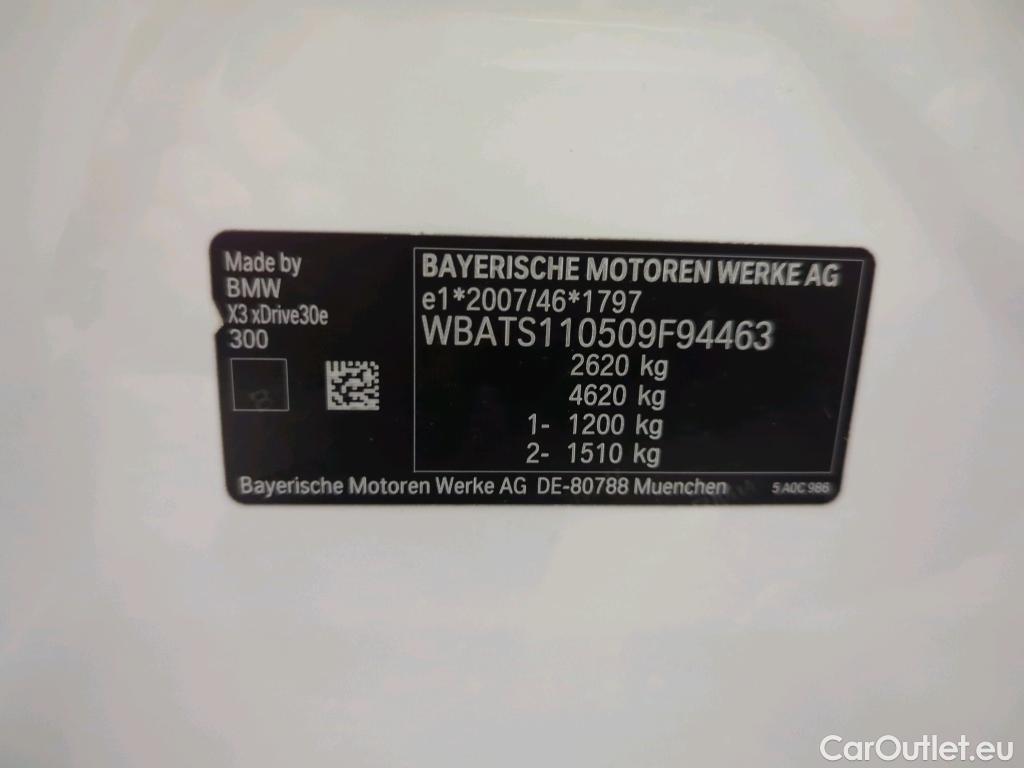 Made by
BMW
X3 xDrive30e
300
BAYERISCHE MOTOREN WERKE AG
e1*2007/46*1797
WBATS110509F94463
2620 kg
4620 kg
1- 1200 kg
2- 1510 kg
Bayerische Motoren Werke AG DE-80788 Muenchen
5 A0C 986
CarOutlet.eu